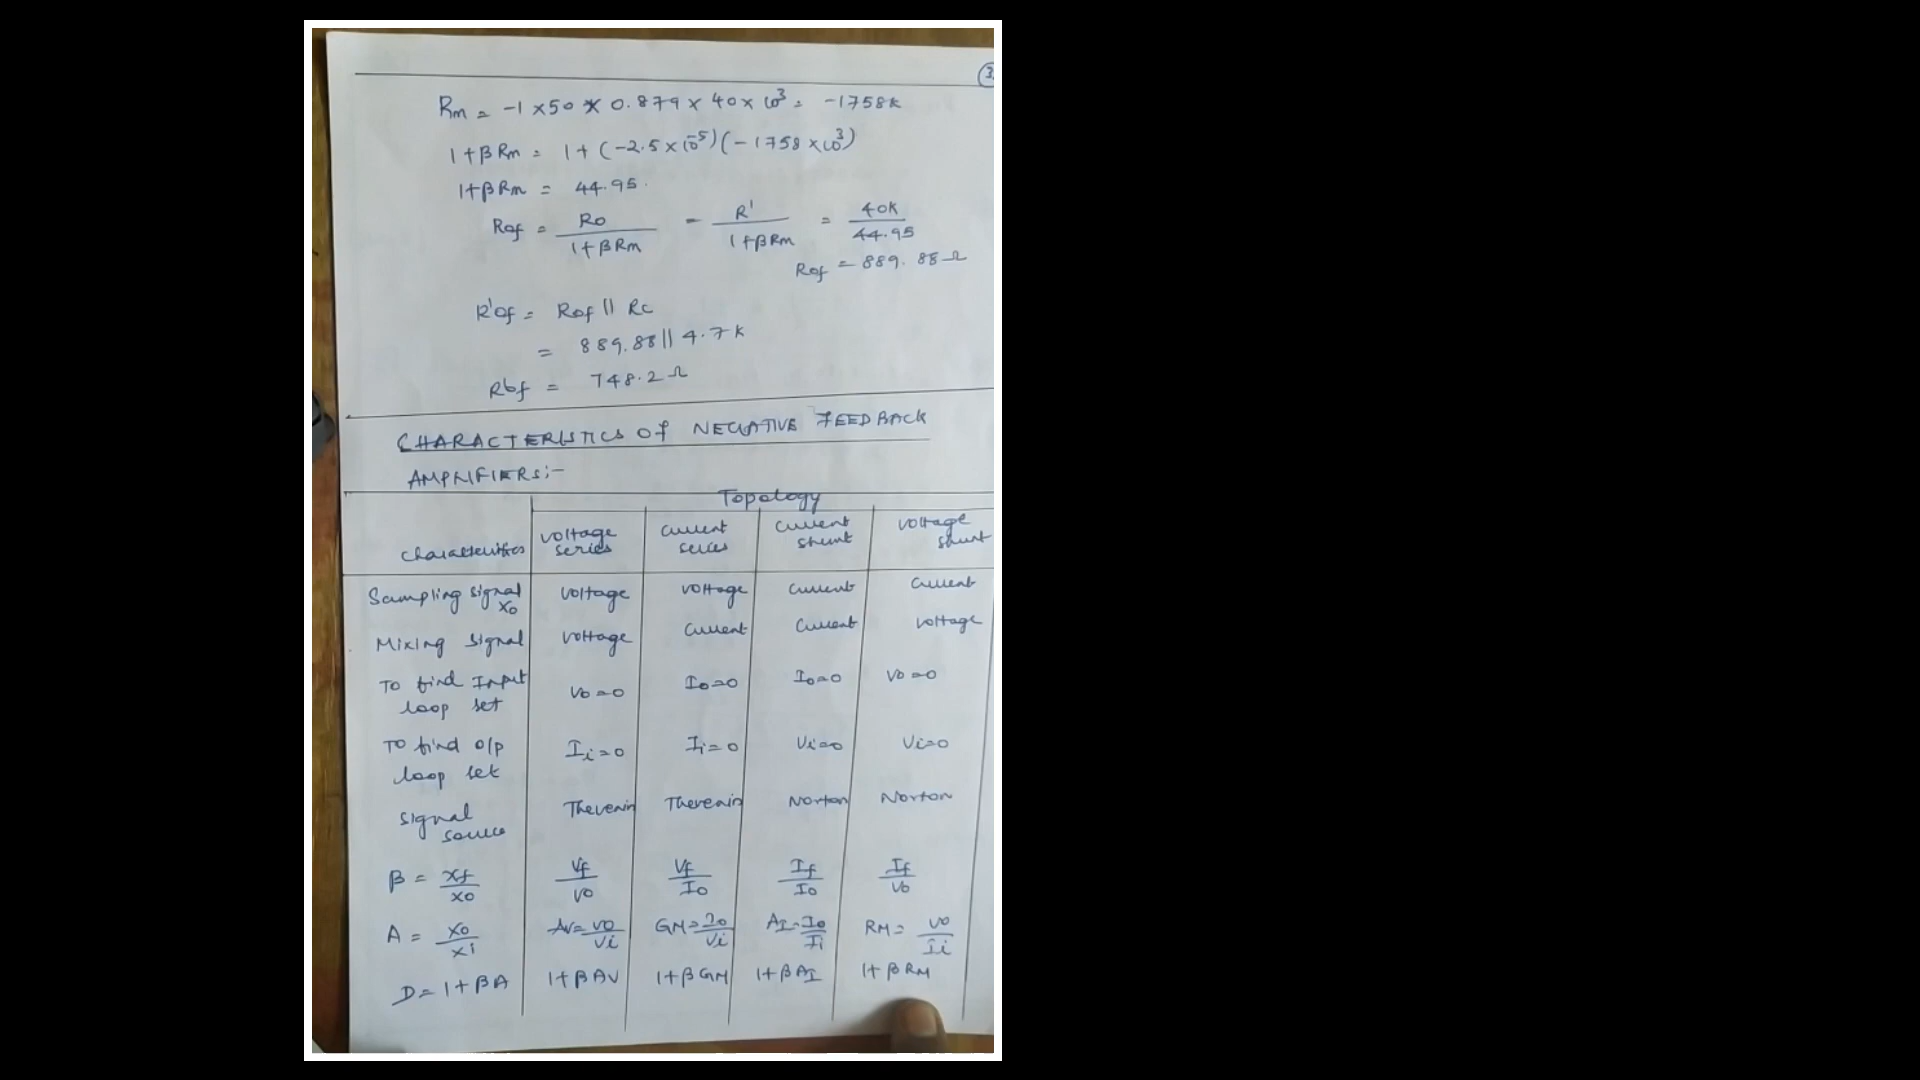 3
Rm = -1 x50 x 0.879 x 40 x 10³ = -1758k
1+βRm = 1 + (-2.5 x 10⁻⁵) (-1758 x 10³)
1+βRm = 44.95.
Rof = Ro / 1+βRm = R' / 1+βRm = 40K / 44.95
Rof = 889.88Ω
R'of = Rof || Rc
= 889.88 || 4.7K
R'of = 748.2Ω
CHARACTERISTICS OF NEGATIVE FEEDBACK
AMPLIFIERS:-
Topology
Characteristics | Voltage series | Current series | Current shunt | Voltage shunt
Sampling signal Xo | Voltage | Voltage | Current | Current
Mixing signal | Voltage | Current | Current | Voltage
To find Input loop set | Vo=0 | Io=0 | Io=0 | Vo=0
To find o/p loop set | Ii=0 | Ii=0 | Vi=0 | Vi=0
Signal source | Thevenin | Thevenin | Norton | Norton
β = Xf/Xo | Vf/Vo | Vf/Io | If/Io | If/Vo
A = Xo/Xi | Av=Vo/Vi | GM=Io/Vi | AI=Io/Ii | RM=Vo/Ii
D=1+βA | 1+βAV | 1+βGM | 1+βAI | 1+βRM